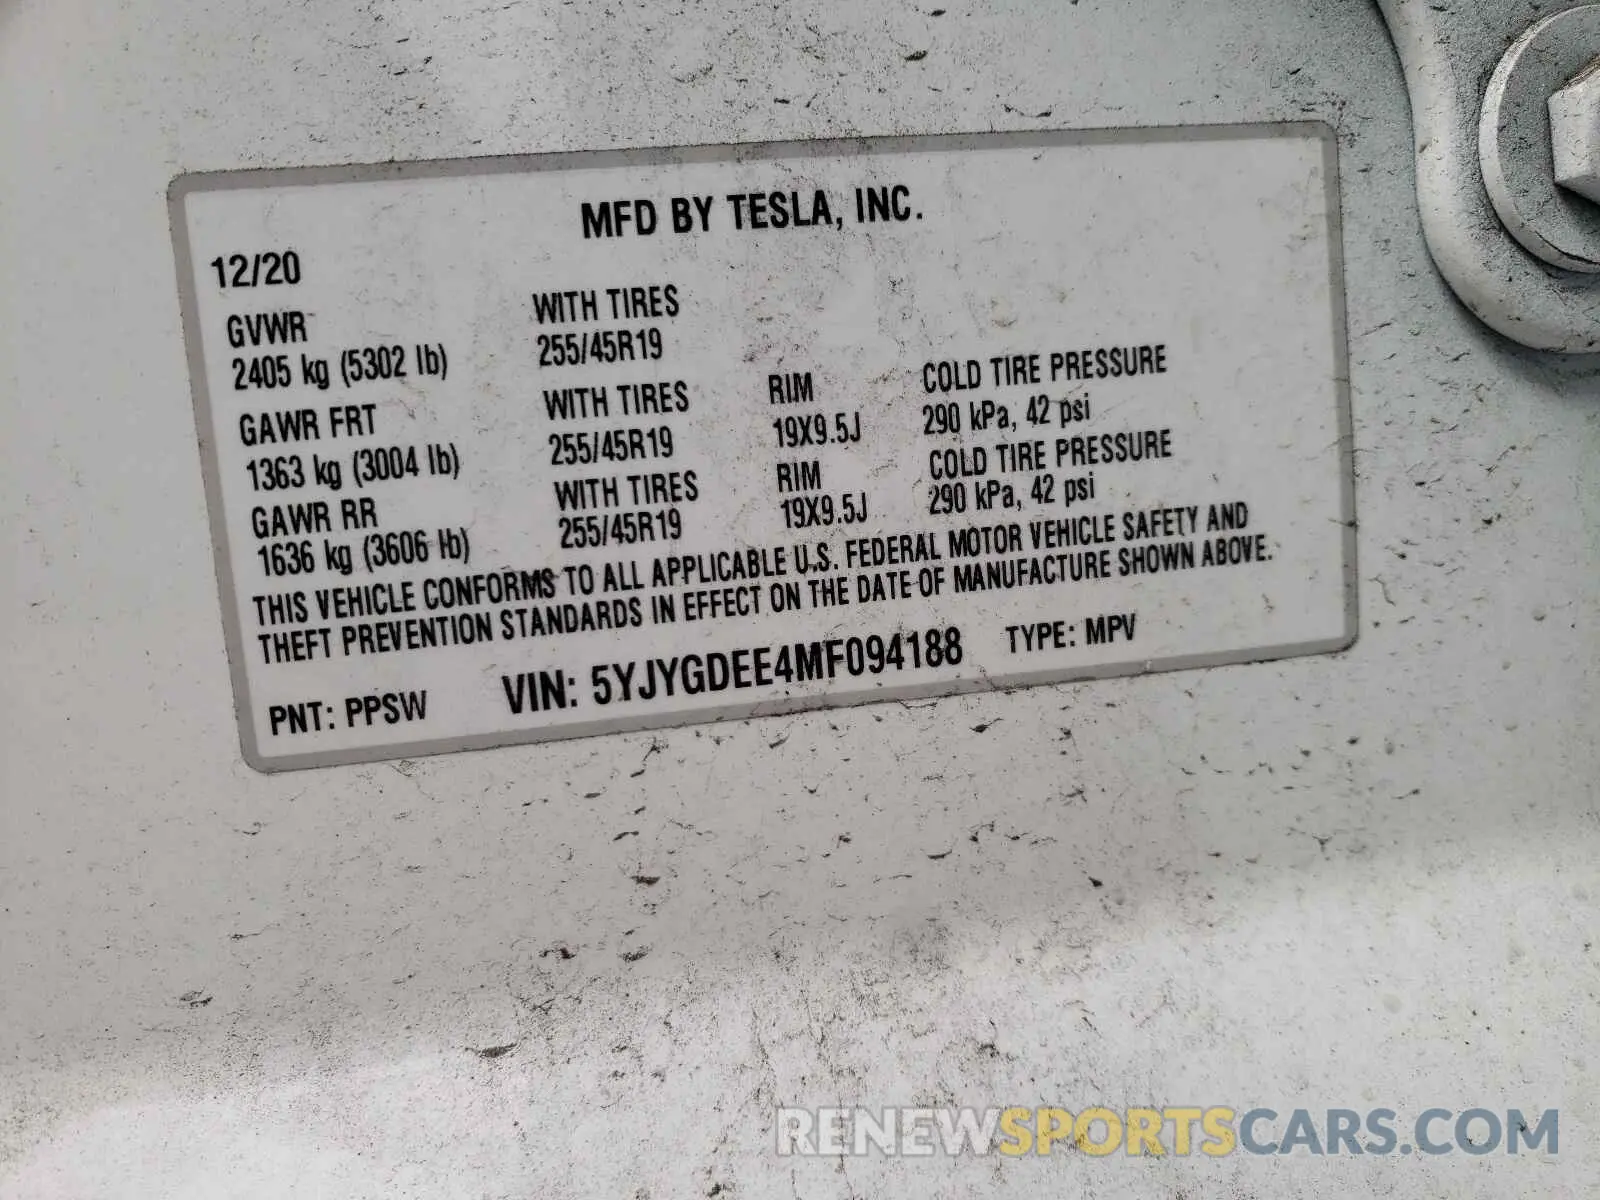 MFD BY TESLA, INC.
12/20
GVWR WITH TIRES
2405 kg (5302 lb) 255/45R19
GAWR FRT WITH TIRES RIM COLD TIRE PRESSURE
1363 kg (3004 lb) 255/45R19 19X9.5J 290 kPa, 42 psi
GAWR RR WITH TIRES RIM COLD TIRE PRESSURE
1636 kg (3606 lb) 255/45R19 19X9.5J 290 kPa, 42 psi
THIS VEHICLE CONFORMS TO ALL APPLICABLE U.S. FEDERAL MOTOR VEHICLE SAFETY AND
THEFT PREVENTION STANDARDS IN EFFECT ON THE DATE OF MANUFACTURE SHOWN ABOVE.
PNT: PPSW VIN: 5YJYGDEE4MF094188 TYPE: MPV
RENEWSPORTSCARS.COM